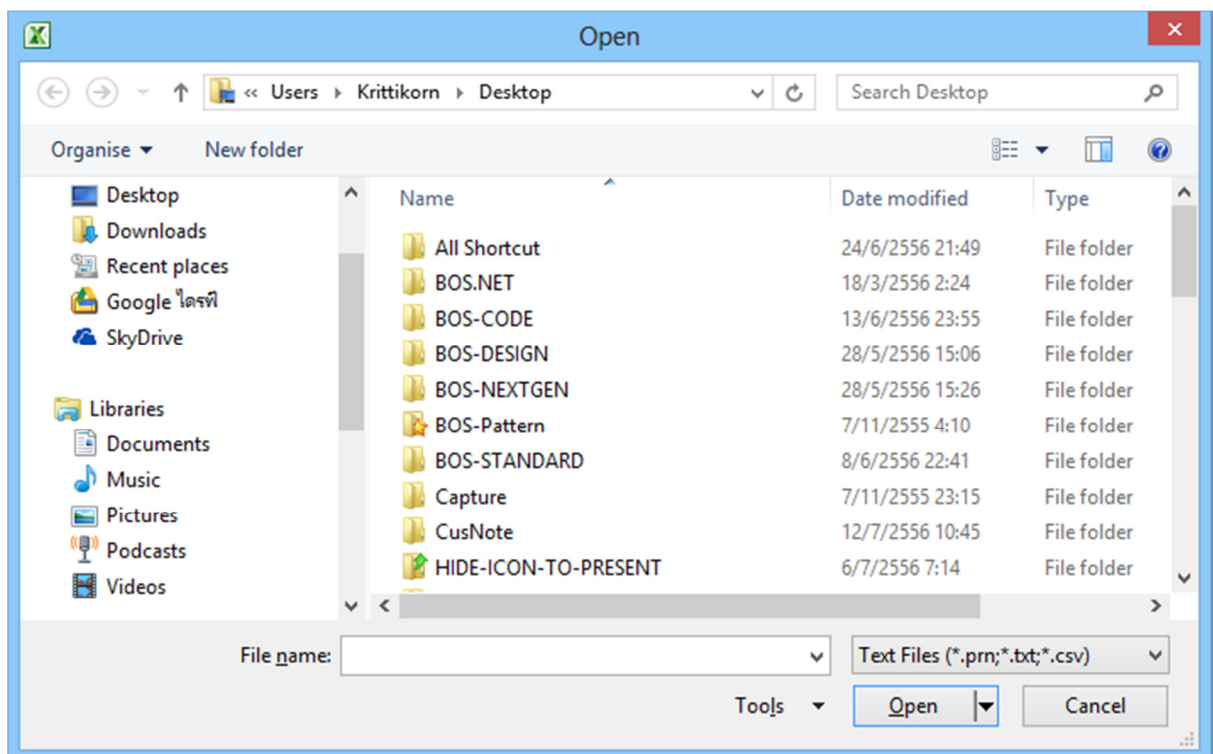 Open
« Users Krittikorn Desktop
Search Desktop
Organise
New folder
Desktop
Downloads
Recent places
Google ไดรฟ์
SkyDrive
Libraries
Documents
Music
Pictures
Podcasts
Videos
Name Date modified Type
All Shortcut 24/6/2556 21:49 File folder
BOS.NET 18/3/2556 2:24 File folder
BOS-CODE 13/6/2556 23:55 File folder
BOS-DESIGN 28/5/2556 15:06 File folder
BOS-NEXTGEN 28/5/2556 15:26 File folder
BOS-Pattern 7/11/2555 4:10 File folder
BOS-STANDARD 8/6/2556 22:41 File folder
Capture 7/11/2555 23:15 File folder
CusNote 12/7/2556 10:45 File folder
HIDE-ICON-TO-PRESENT 6/7/2556 7:14 File folder
File name:
Text Files (*.prn;*.txt;*.csv)
Tools
Open
Cancel